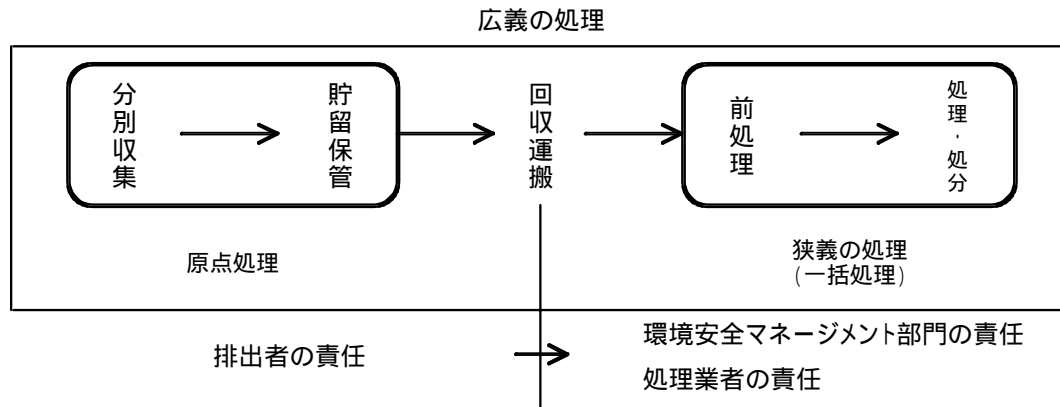 広義の処理
分別収集
貯留保管
回収運搬
前処理
処理・処分
原点処理
狭義の処理
(一括処理)
排出者の責任
環境安全マネージメント部門の責任
処理業者の責任